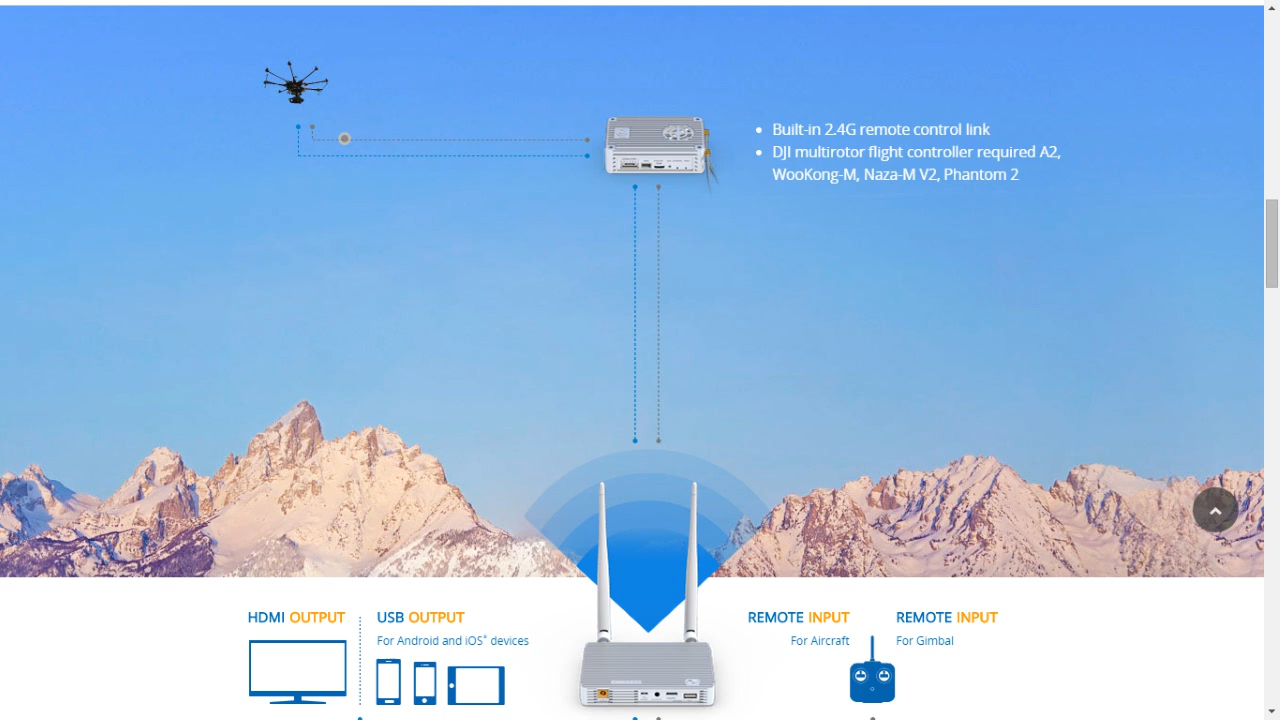 Built-in 2.4G remote control link
DJI multirotor flight controller required A2,
WooKong-M, Naza-M V2, Phantom 2
HDMI OUTPUT
USB OUTPUT
For Android and iOS* devices
REMOTE INPUT
For Aircraft
REMOTE INPUT
For Gimbal